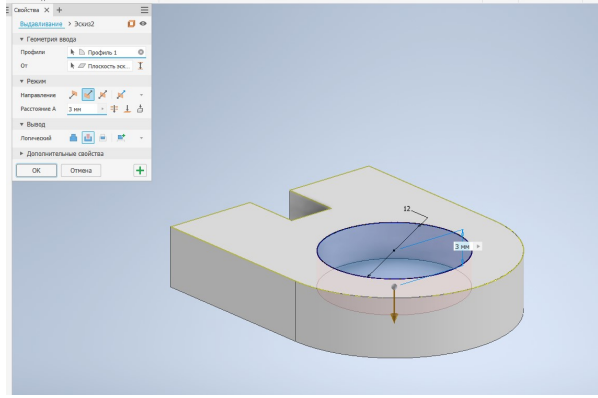 Свойства × +
Выдавливание > Эскиз2
Геометрия ввода
Профили Профиль 1
От Плоскость эск...
Режим
Направление
Расстояние А 3 мм
Вывод
Логический
Дополнительные свойства
ОК Отмена +
12
3 мм